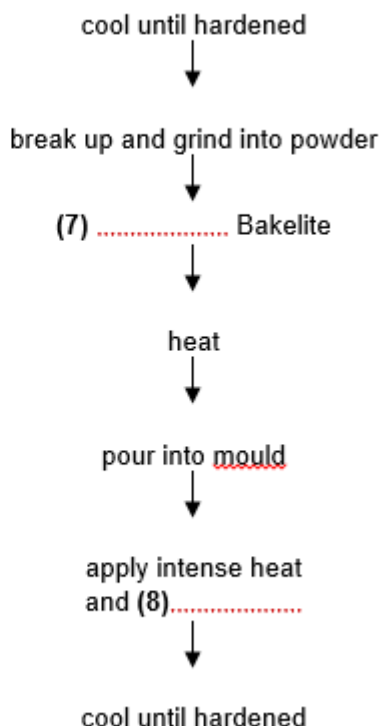 cool until hardened
break up and grind into powder
(7) .................... Bakelite
heat
pour into mould
apply intense heat
and (8)....................
cool until hardened